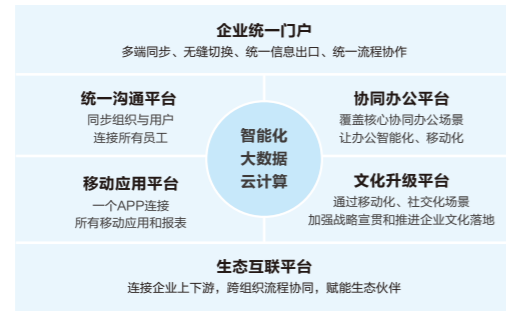 企业统一门户
多端同步、无缝切换、统一信息出口、统一流程协作
统一沟通平台
同步组织与用户
连接所有员工
协同办公平台
覆盖核心协同办公场景
让办公智能化、移动化
智能化
大数据
云计算
移动应用平台
一个APP连接
所有移动应用和报表
文化升级平台
通过移动化、社交化场景
加强战略宣贯和推进企业文化落地
生态互联平台
连接企业上下游，跨组织流程协同，赋能生态伙伴